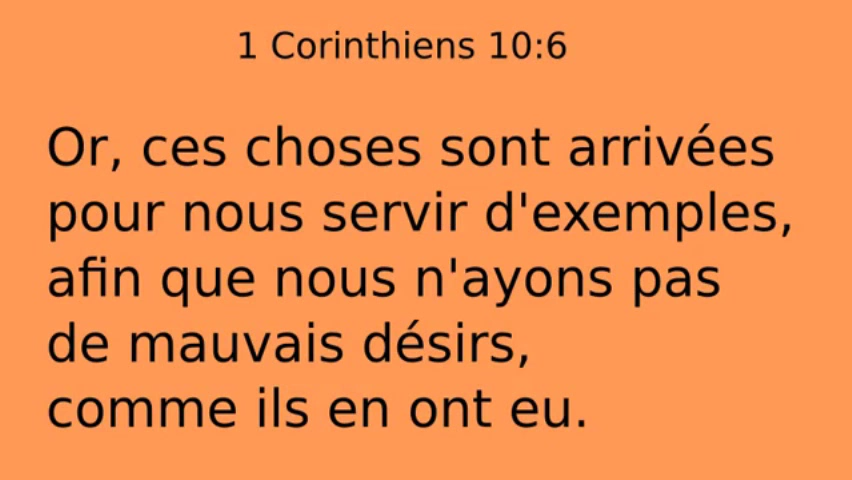 1 Corinthiens 10:6
Or, ces choses sont arrivées
pour nous servir d'exemples,
afin que nous n'ayons pas
de mauvais désirs,
comme ils en ont eu.